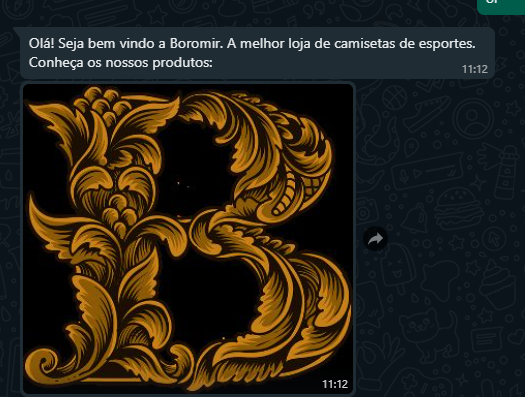 Olá! Seja bem vindo a Boromir. A melhor loja de camisetas de esportes.
Conheça os nossos produtos:
11:12
B
11:12